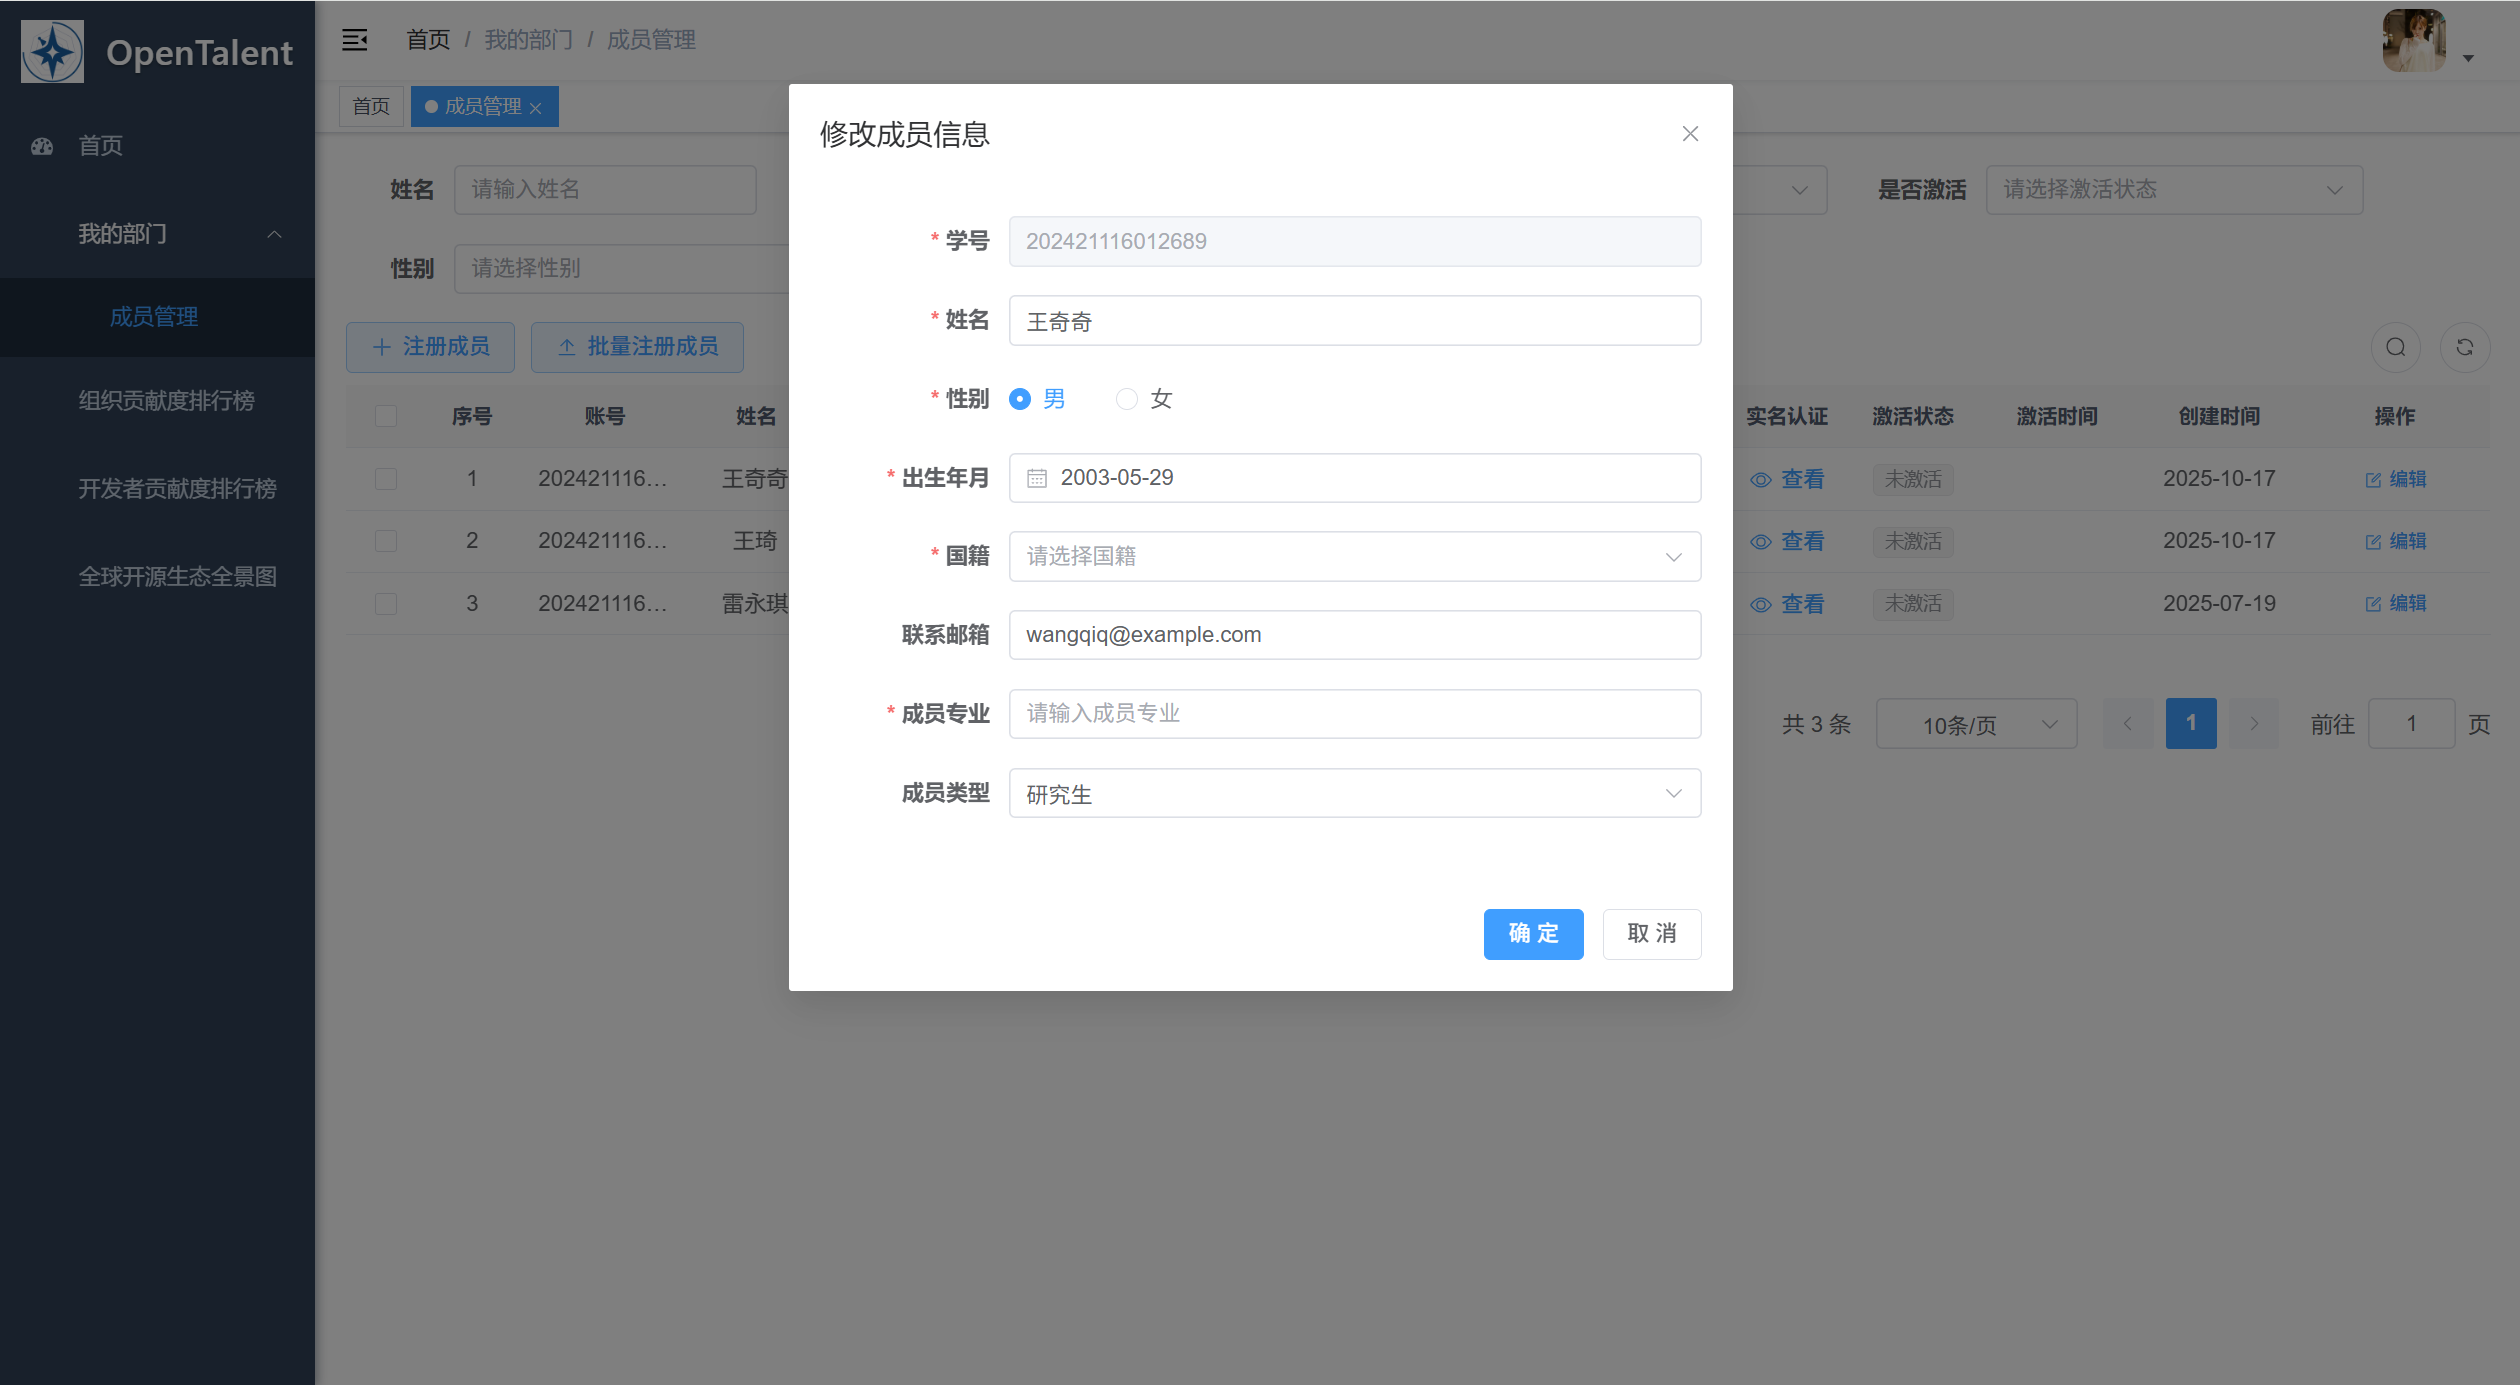 OpenTalent
首页 / 我的部门 / 成员管理
首页
成员管理
首页
我的部门
成员管理
组织贡献度排行榜
开发者贡献度排行榜
全球开源生态全景图
姓名 请输入姓名
是否激活 请选择激活状态
性别 请选择性别
注册成员 批量注册成员
序号 账号 姓名 实名认证 激活状态 激活时间 创建时间 操作
1 202421116... 王奇奇 查看 未激活 2025-10-17 编辑
2 202421116... 王琦 查看 未激活 2025-10-17 编辑
3 202421116... 雷永琪 查看 未激活 2025-07-19 编辑
共 3 条 10条/页 1 前往 1 页
修改成员信息
* 学号 202421116012689
* 姓名 王奇奇
* 性别 男 女
* 出生年月 2003-05-29
* 国籍 请选择国籍
联系邮箱 wangqiq@example.com
* 成员专业 请输入成员专业
成员类型 研究生
确 定 取 消